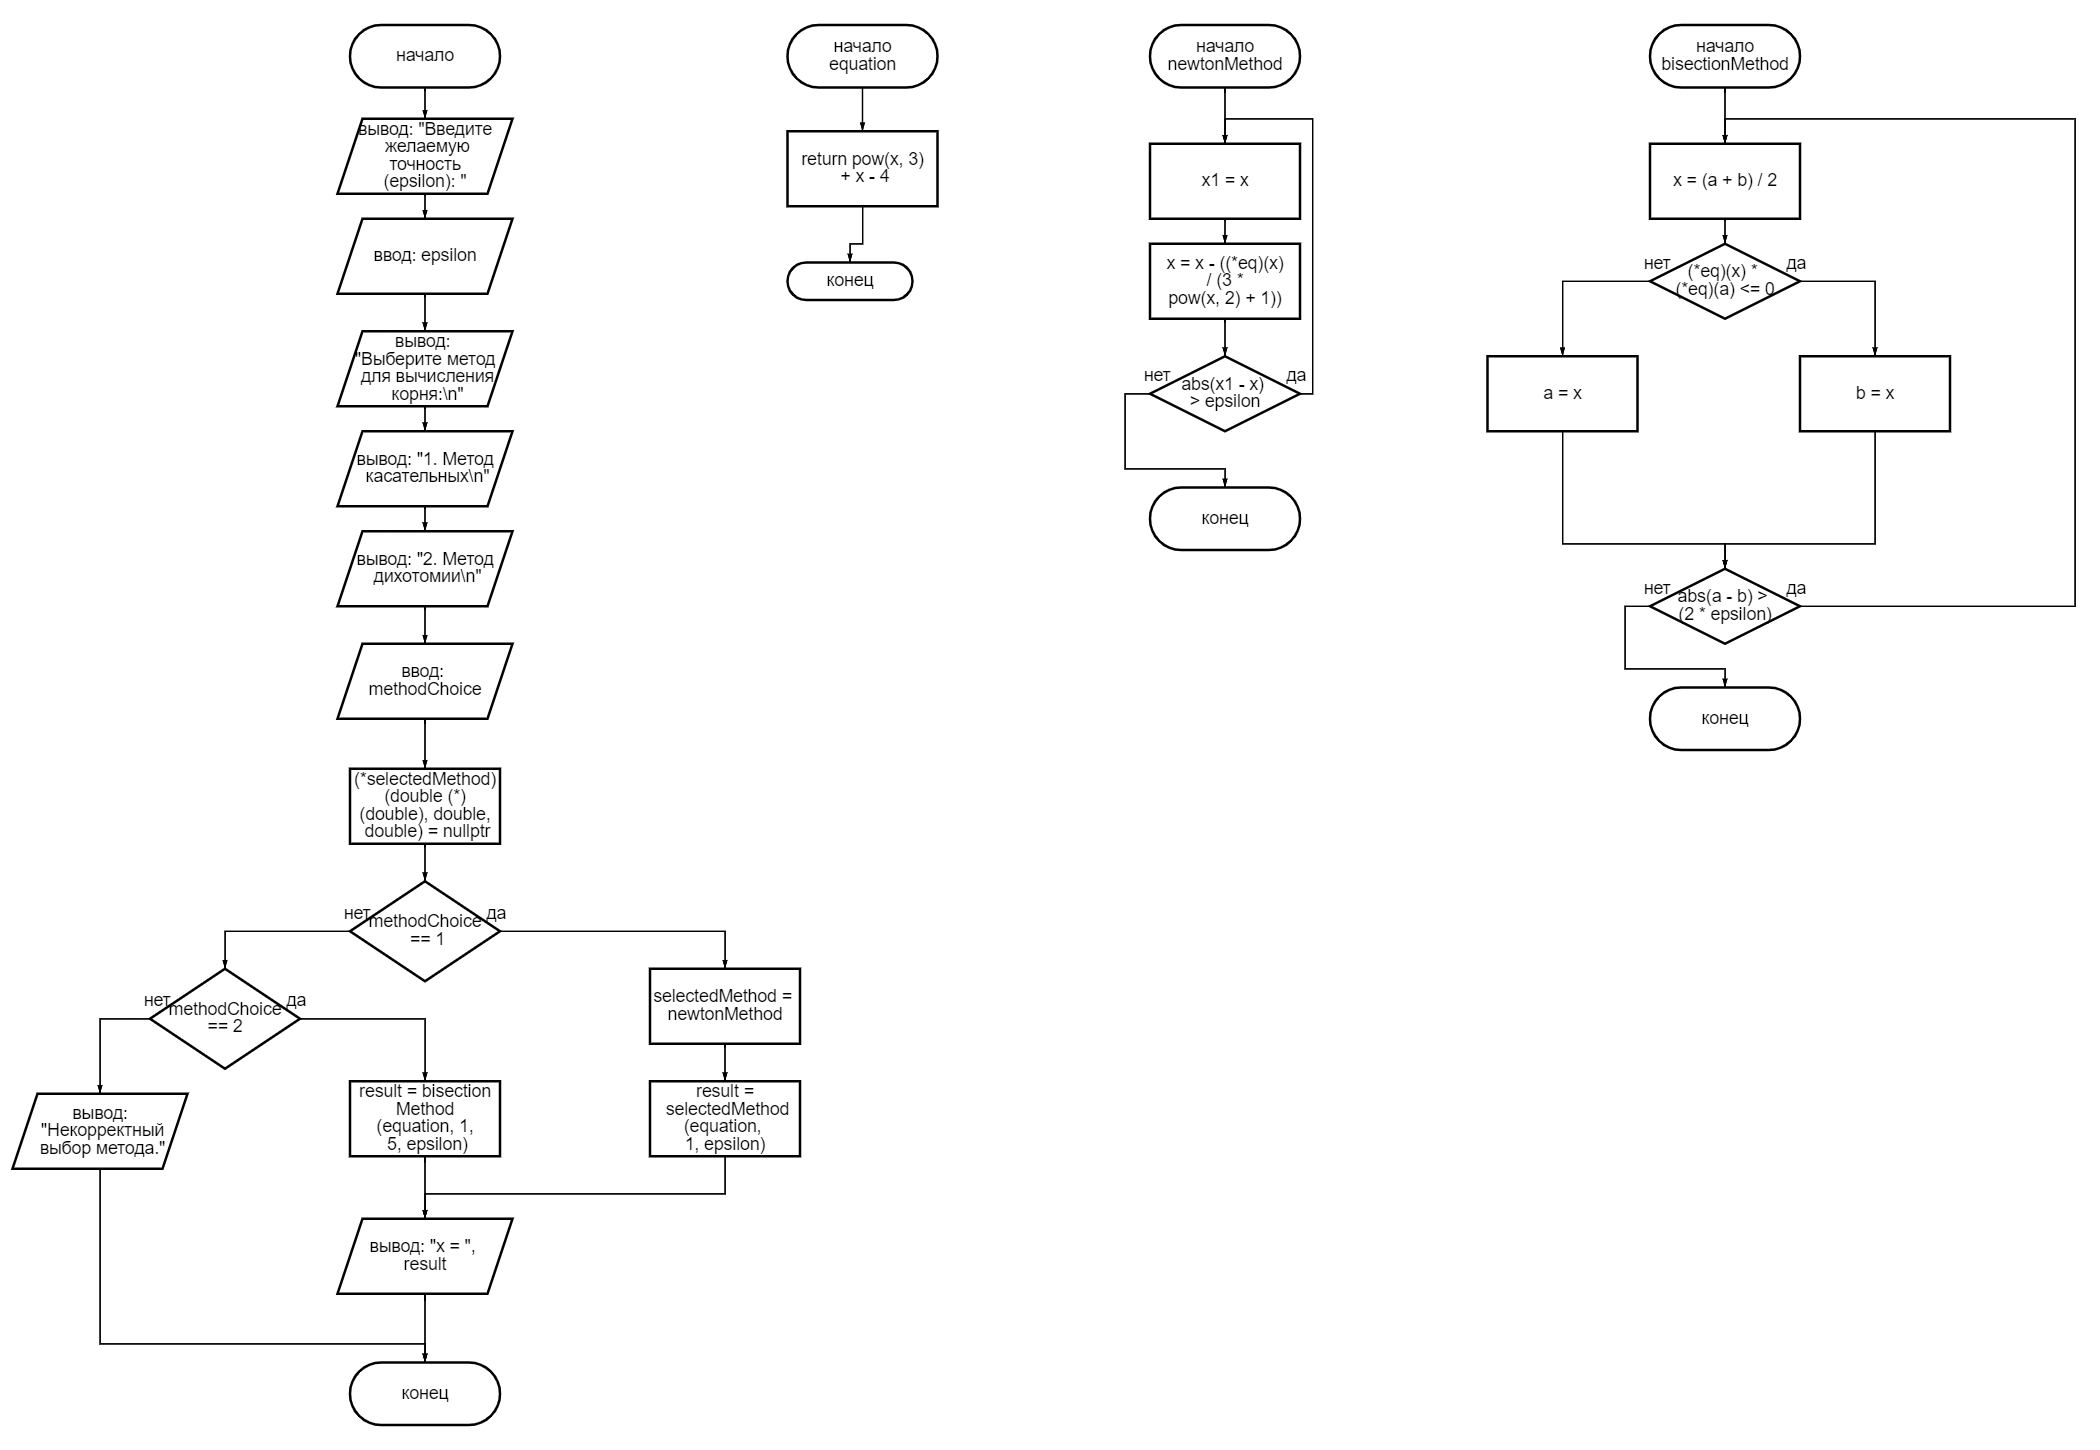 начало
вывод: "Введите
желаемую
точность
(epsilon): "
ввод: epsilon
вывод:
"Выберите метод
для вычисления
корня:\n"
вывод: "1. Метод
касательных\n"
вывод: "2. Метод
дихотомии\n"
ввод:
methodChoice
(*selectedMethod)
(double (*)
(double), double,
double) = nullptr
нет
methodChoice
== 1
да
нет
methodChoice
== 2
да
selectedMethod =
newtonMethod
вывод:
"Некорректный
выбор метода."
result = bisection
Method
(equation, 1,
5, epsilon)
result =
selectedMethod
(equation,
1, epsilon)
вывод: "x = ",
result
конец
начало
equation
return pow(x, 3)
+ x - 4
конец
начало
newtonMethod
x1 = x
x = x - ((*eq)(x)
/ (3 *
pow(x, 2) + 1))
нет
abs(x1 - x)
> epsilon
да
конец
начало
bisectionMethod
x = (a + b) / 2
нет
(*eq)(x) *
(*eq)(a) <= 0
да
a = x
b = x
нет
abs(a - b) >
(2 * epsilon)
да
конец